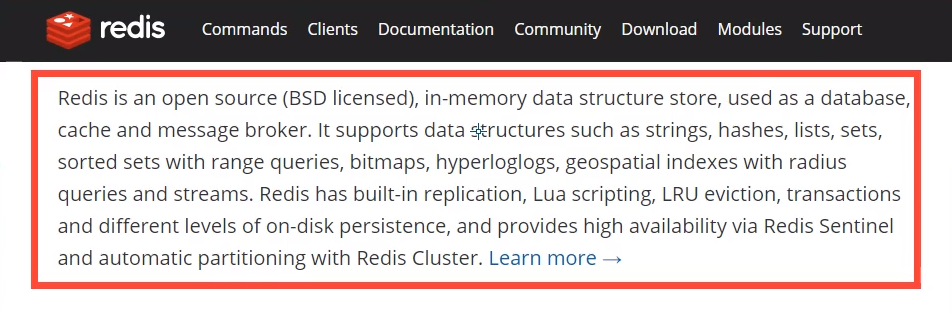 redis Commands Clients Documentation Community Download Modules Support
Redis is an open source (BSD licensed), in-memory data structure store, used as a database,
cache and message broker. It supports data structures such as strings, hashes, lists, sets,
sorted sets with range queries, bitmaps, hyperloglogs, geospatial indexes with radius
queries and streams. Redis has built-in replication, Lua scripting, LRU eviction, transactions
and different levels of on-disk persistence, and provides high availability via Redis Sentinel
and automatic partitioning with Redis Cluster. Learn more →